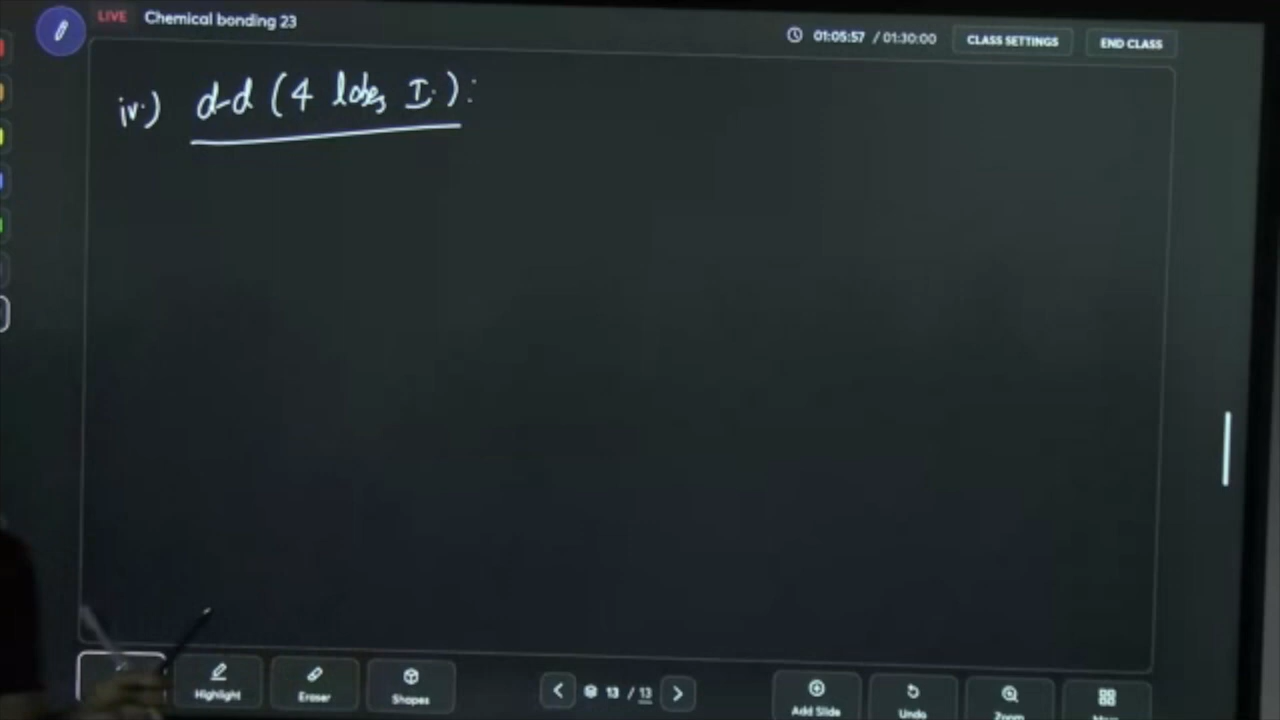 LIVE Chemical bonding 23
01:05:57 / 01:30:00 CLASS SETTINGS END CLASS
iv.) d-d (4 lobes I.):
Highlight Eraser Shapes 13 / 13 Add Slide Undo Zoom